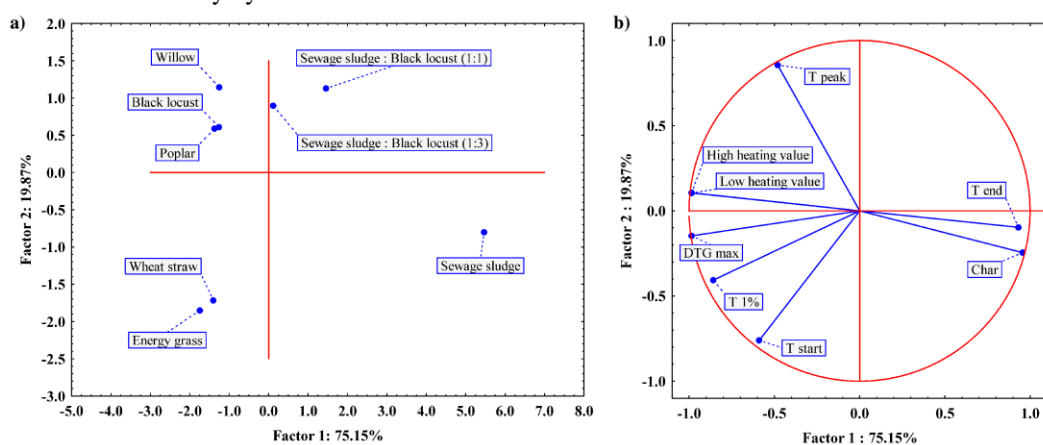 a)
2.0
1.5
1.0
0.5
0.0
-0.5
-1.0
-1.5
-2.0
-2.5
-3.0
Factor 2: 19.87%
Willow
Sewage sludge : Black locust (1:1)
Black locust
Sewage sludge : Black locust (1:3)
Poplar
Wheat straw
Sewage sludge
Energy grass
-5.0 -4.0 -3.0 -2.0 -1.0 0.0 1.0 2.0 3.0 4.0 5.0 6.0 7.0 8.0
Factor 1: 75.15%
b)
1.0
0.5
0.0
-0.5
-1.0
Factor 2 : 19.87%
T peak
High heating value
Low heating value
T end
DTG max
Char
T 1%
T start
-1.0 -0.5 0.0 0.5 1.0
Factor 1 : 75.15%